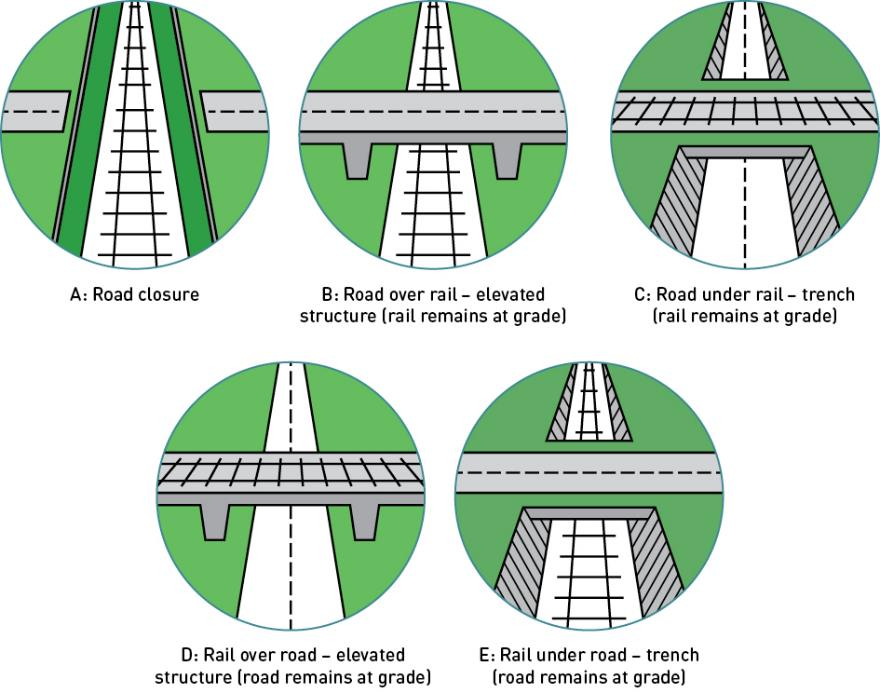 A: Road closure
B: Road over rail – elevated
structure (rail remains at grade)
C: Road under rail – trench
(rail remains at grade)
D: Rail over road – elevated
structure (road remains at grade)
E: Rail under road – trench
(road remains at grade)